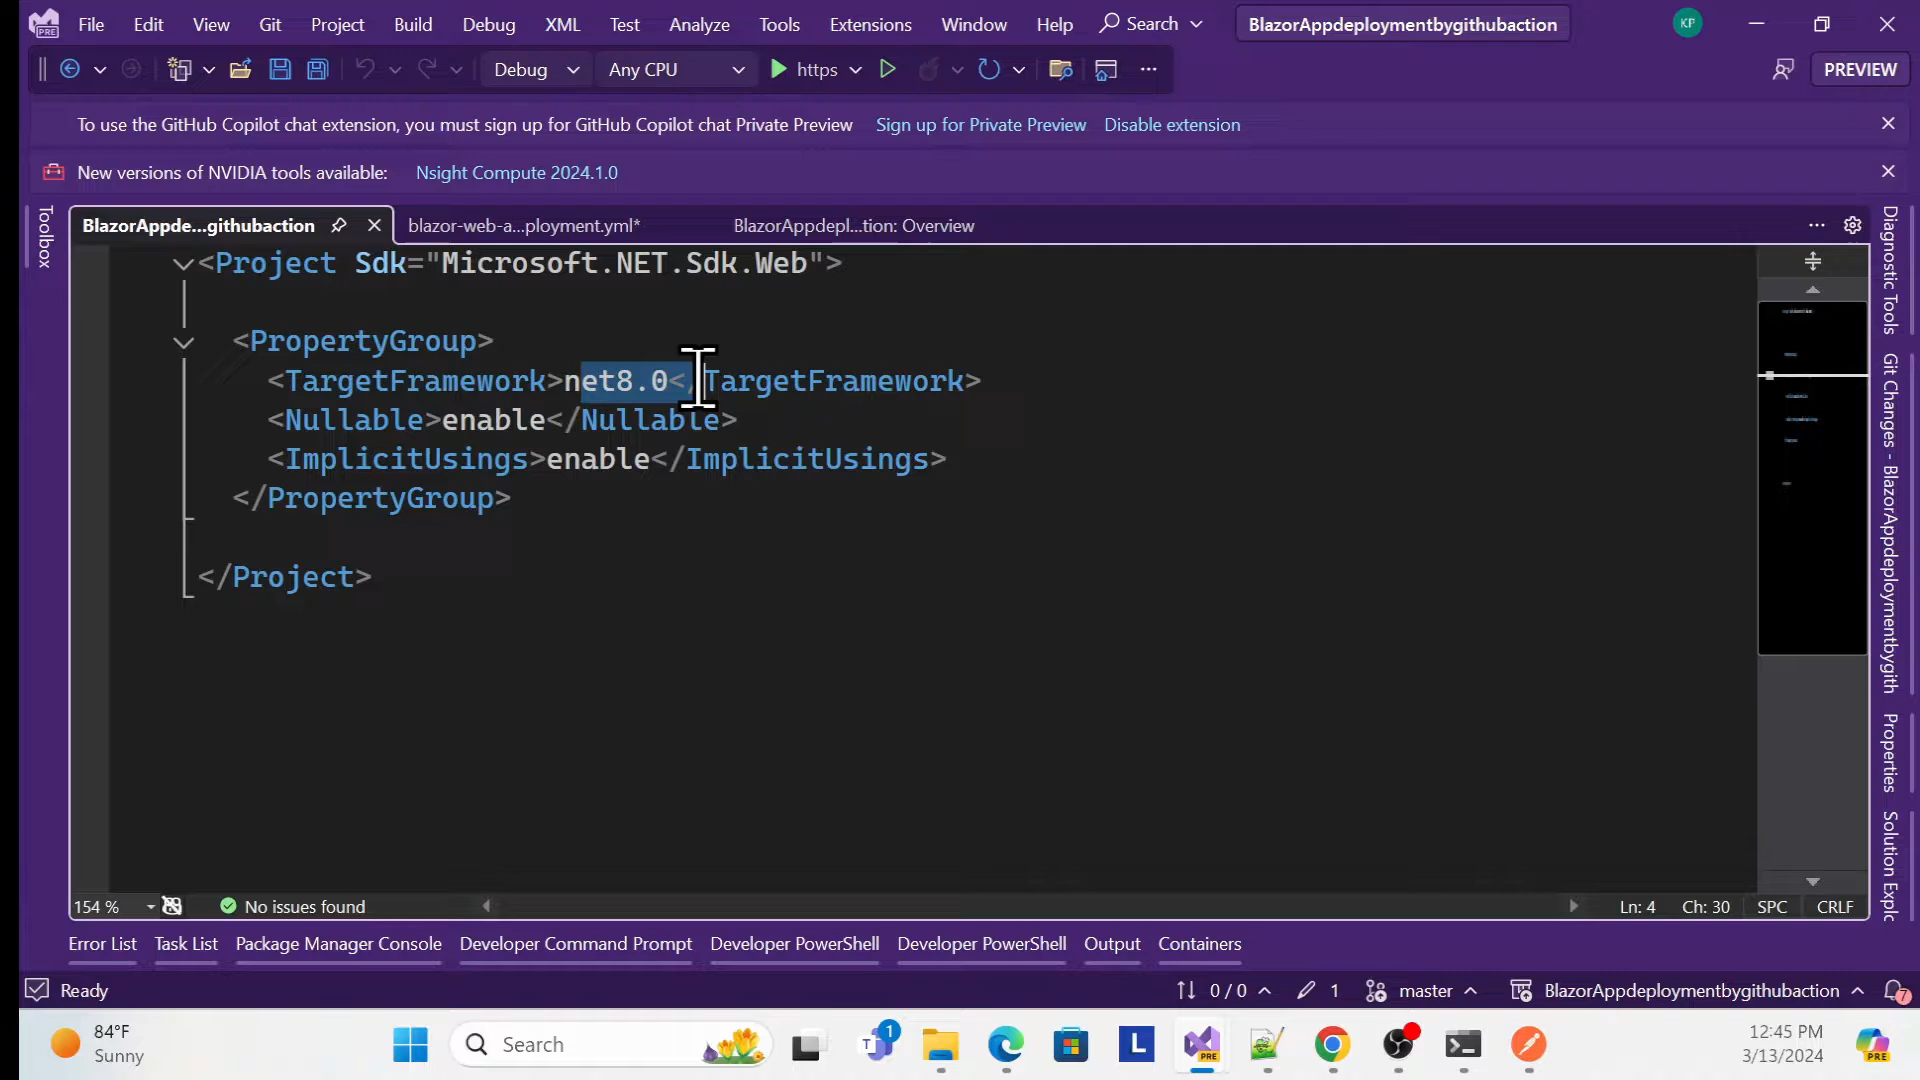 File Edit View Git Project Build Debug XML Test Analyze Tools Extensions Window Help Search BlazorAppdeploymentbygithubaction KP
Debug Any CPU https PREVIEW
To use the GitHub Copilot chat extension, you must sign up for GitHub Copilot chat Private Preview Sign up for Private Preview Disable extension
New versions of NVIDIA tools available: Nsight Compute 2024.1.0
Toolbox
BlazorAppde...githubaction blazor-web-a...ployment.yml* BlazorAppdepl...tion: Overview
<Project Sdk="Microsoft.NET.Sdk.Web">
<PropertyGroup>
<TargetFramework>net8.0</TargetFramework>
<Nullable>enable</Nullable>
<ImplicitUsings>enable</ImplicitUsings>
</PropertyGroup>
</Project>
Diagnostic Tools
Git Changes - BlazorAppdeploymentbygith
Properties
Solution Explc
154 % No issues found Ln: 4 Ch: 30 SPC CRLF
Error List Task List Package Manager Console Developer Command Prompt Developer PowerShell Developer PowerShell Output Containers
Ready 0 / 0 1 master BlazorAppdeploymentbygithubaction 7
84°F
Sunny
Search
1
L
PRE
12:45 PM
3/13/2024
PRE